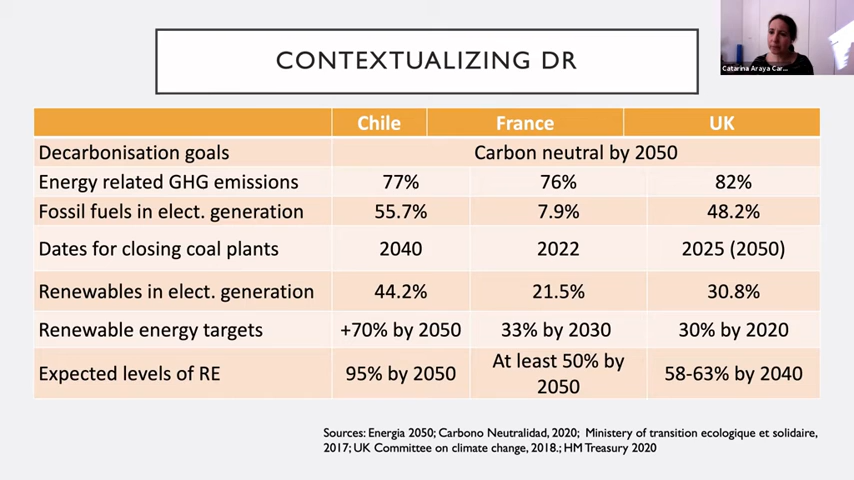 CONTEXTUALIZING DR
Catarina Araya Car...
Chile France UK
Decarbonisation goals Carbon neutral by 2050
Energy related GHG emissions 77% 76% 82%
Fossil fuels in elect. generation 55.7% 7.9% 48.2%
Dates for closing coal plants 2040 2022 2025 (2050)
Renewables in elect. generation 44.2% 21.5% 30.8%
Renewable energy targets +70% by 2050 33% by 2030 30% by 2020
Expected levels of RE 95% by 2050 At least 50% by 2050 58-63% by 2040
Sources: Energia 2050; Carbono Neutralidad, 2020; Ministery of transition ecologique et solidaire,
2017; UK Committee on climate change, 2018.; HM Treasury 2020